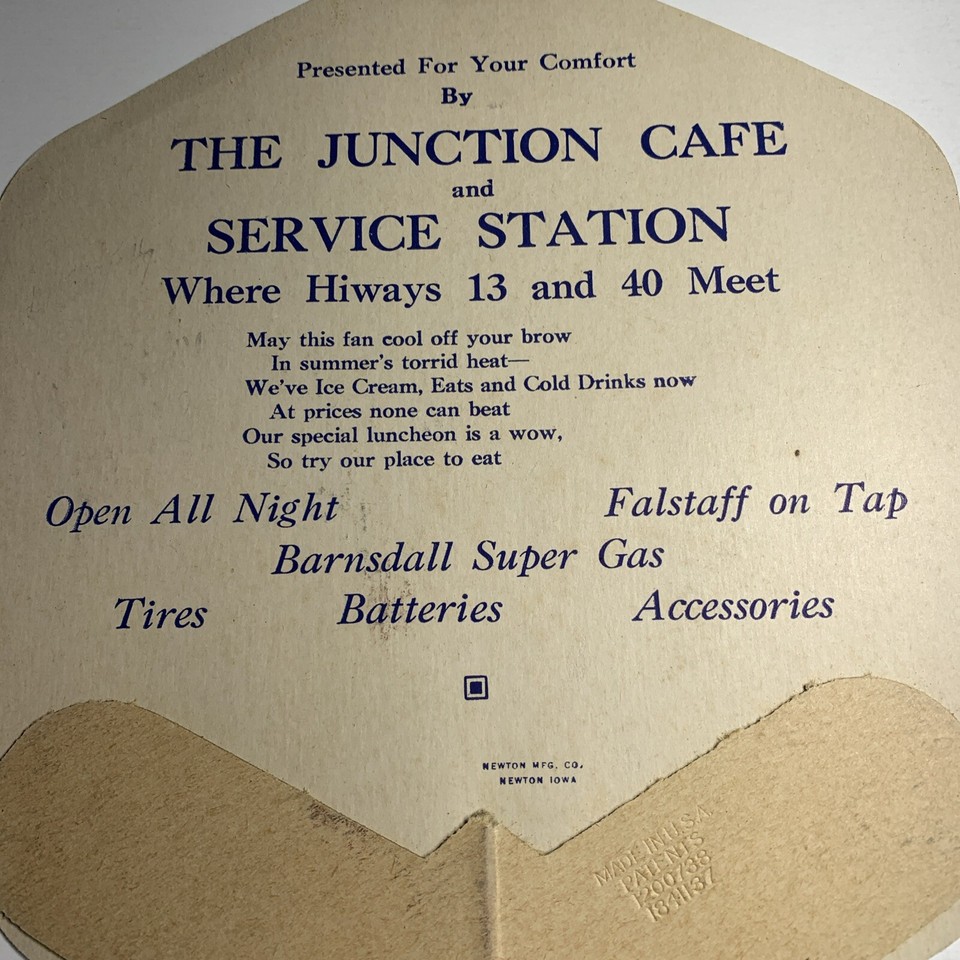 Presented For Your Comfort
By
THE JUNCTION CAFE
and
SERVICE STATION
Where Hiways 13 and 40 Meet
May this fan cool off your brow
In summer's torrid heat—
We've Ice Cream, Eats and Cold Drinks now
At prices none can beat
Our special luncheon is a wow,
So try our place to eat
Open All Night Falstaff on Tap
Barnsdall Super Gas
Tires Batteries Accessories
NEWTON MFG. CO.
NEWTON IOWA
MADE IN U.S.A.
PATENTS
1200738
1841137